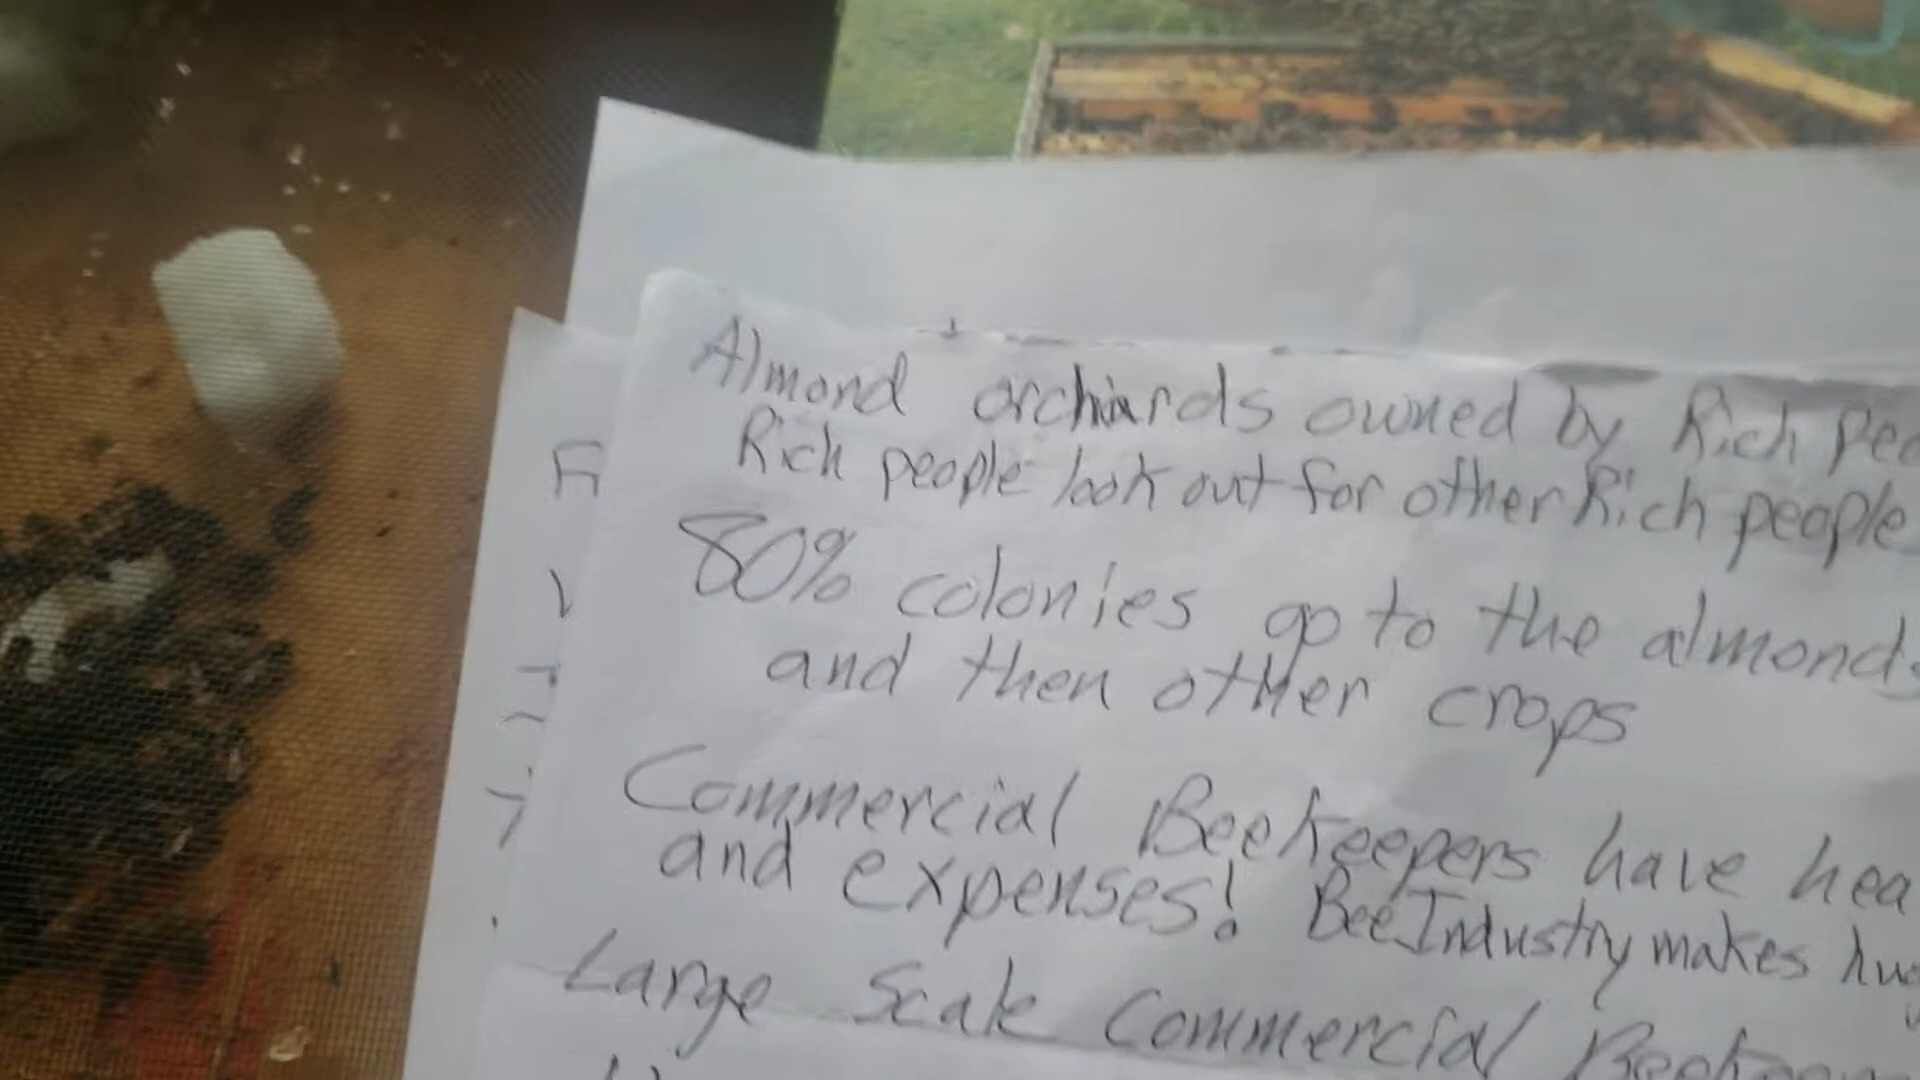 Almond orchards owned by Rich
Rich people look out for other Rich people
80% colonies go to the almonds
and then other crops
Commercial Beekeepers have
and expenses! Bee Industry makes
Large Scale Commercial